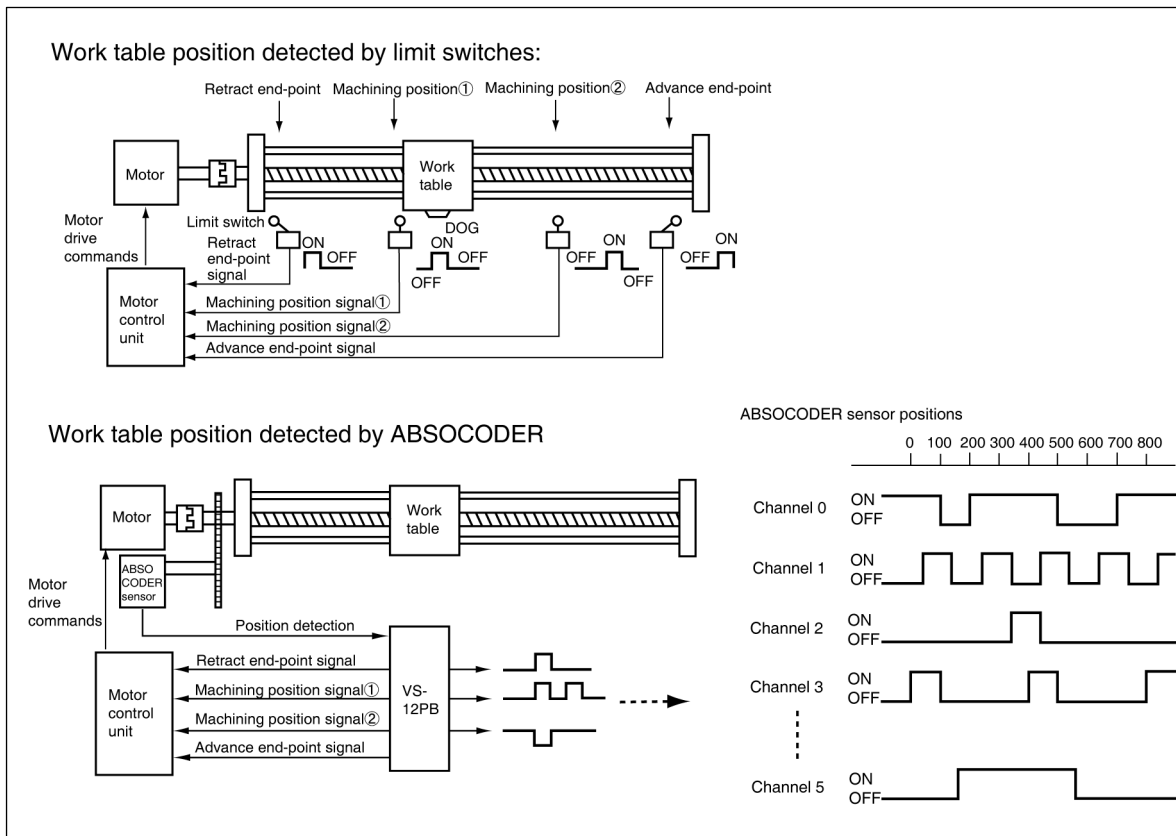 Work table position detected by limit switches:
Retract end-point
Machining position①
Machining position②
Advance end-point
Motor
Work
table
DOG
Limit switch
Motor
drive
commands
Retract
end-point
signal
ON
OFF
ON
OFF
OFF
ON
OFF
OFF
ON
OFF
Motor
control
unit
Machining position signal①
Machining position signal②
Advance end-point signal
Work table position detected by ABSOCODER
Motor
Work
table
ABSO
CODER
sensor
Motor
drive
commands
Position detection
Retract end-point signal
Machining position signal①
Machining position signal②
Advance end-point signal
Motor
control
unit
VS-
12PB
ABSOCODER sensor positions
0 100 200 300 400 500 600 700 800
Channel 0
ON
OFF
Channel 1
ON
OFF
Channel 2
ON
OFF
Channel 3
ON
OFF
Channel 5
ON
OFF